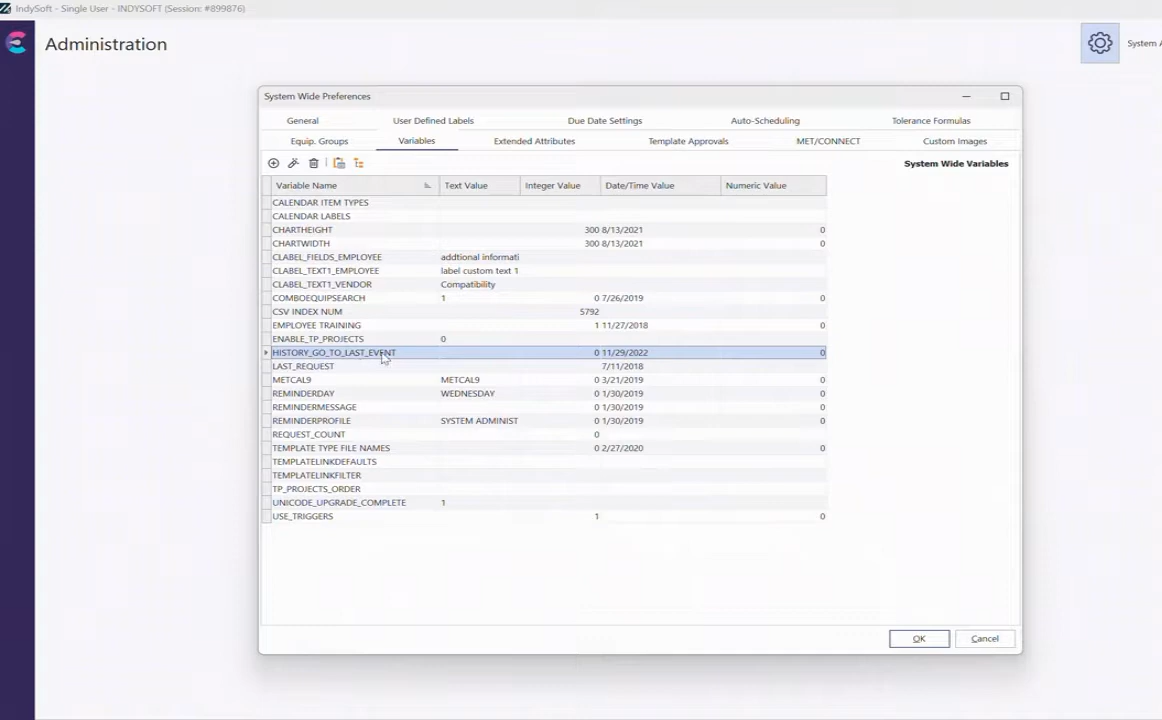 IndySoft - Single User - INDYSOFT (Session: #899876)
Administration
System A
System Wide Preferences
General User Defined Labels Due Date Settings Auto-Scheduling Tolerance Formulas
Equip. Groups Variables Extended Attributes Template Approvals MET/CONNECT Custom Images
System Wide Variables
Variable Name Text Value Integer Value Date/Time Value Numeric Value
CALENDAR ITEM TYPES
CALENDAR LABELS
CHARTHEIGHT 300 8/13/2021 0
CHARTWIDTH 300 8/13/2021 0
CLABEL_FIELDS_EMPLOYEE addtional informati
CLABEL_TEXT1_EMPLOYEE label custom text 1
CLABEL_TEXT1_VENDOR Compatibility
COMBOEQUIPSEARCH 1 0 7/26/2019 0
CSV INDEX NUM 5792
EMPLOYEE TRAINING 1 11/27/2018 0
ENABLE_TP_PROJECTS 0
HISTORY_GO_TO_LAST_EVENT 0 11/29/2022 0
LAST_REQUEST 7/11/2018
METCAL9 METCAL9 0 3/21/2019 0
REMINDERDAY WEDNESDAY 0 1/30/2019 0
REMINDERMESSAGE 0 1/30/2019 0
REMINDERPROFILE SYSTEM ADMINIST 0 1/30/2019 0
REQUEST_COUNT 0
TEMPLATE TYPE FILE NAMES 0 2/27/2020 0
TEMPLATELINKDEFAULTS
TEMPLATELINKFILTER
TP_PROJECTS_ORDER
UNICODE_UPGRADE_COMPLETE 1
USE_TRIGGERS 1 0
OK Cancel